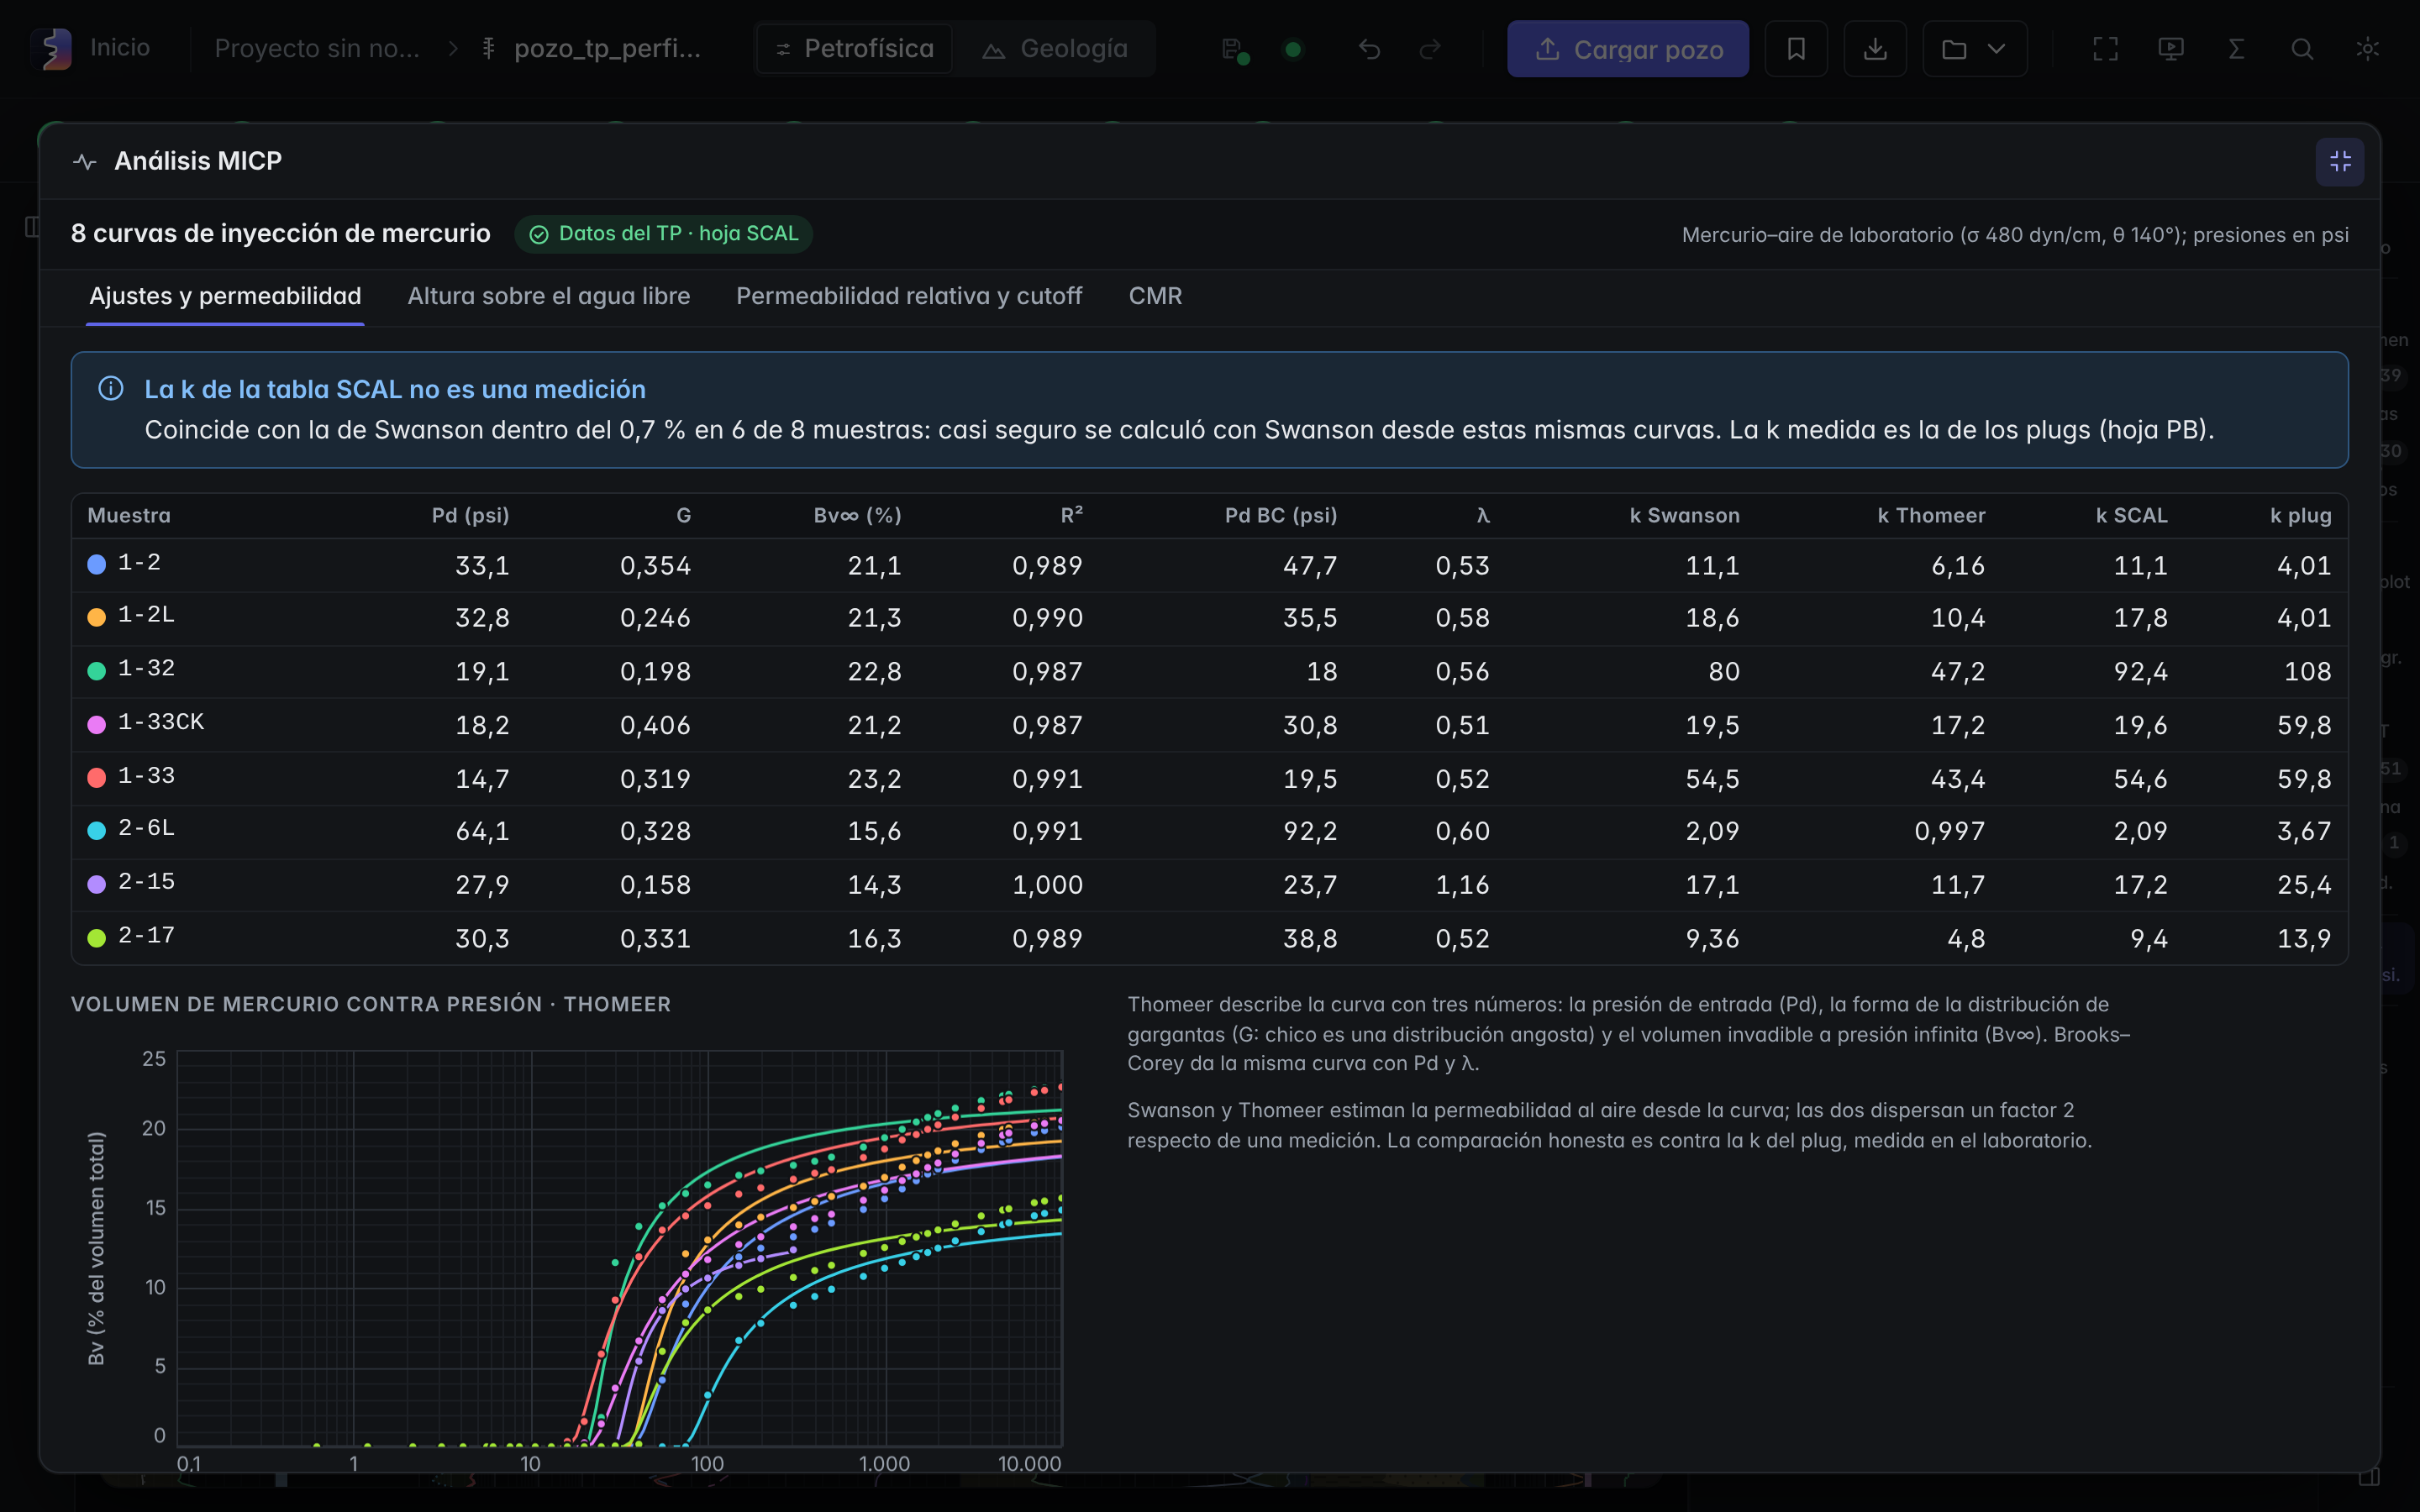 Inicio
Proyecto sin no...
pozo_tp_perfi...
Petrofísica
Geología
Cargar pozo
Análisis MICP
8 curvas de inyección de mercurio
Datos del TP · hoja SCAL
Mercurio–aire de laboratorio (σ 480 dyn/cm, θ 140°); presiones en psi
Ajustes y permeabilidad
Altura sobre el agua libre
Permeabilidad relativa y cutoff
CMR
La k de la tabla SCAL no es una medición
Coincide con la de Swanson dentro del 0,7 % en 6 de 8 muestras: casi seguro se calculó con Swanson desde estas mismas curvas. La k medida es la de los plugs (hoja PB).
Muestra Pd (psi) G Bv∞ (%) R² Pd BC (psi) λ k Swanson k Thomeer k SCAL k plug
1-2 33,1 0,354 21,1 0,989 47,7 0,53 11,1 6,16 11,1 4,01
1-2L 32,8 0,246 21,3 0,990 35,5 0,58 18,6 10,4 17,8 4,01
1-32 19,1 0,198 22,8 0,987 18 0,56 80 47,2 92,4 108
1-33CK 18,2 0,406 21,2 0,987 30,8 0,51 19,5 17,2 19,6 59,8
1-33 14,7 0,319 23,2 0,991 19,5 0,52 54,5 43,4 54,6 59,8
2-6L 64,1 0,328 15,6 0,991 92,2 0,60 2,09 0,997 2,09 3,67
2-15 27,9 0,158 14,3 1,000 23,7 1,16 17,1 11,7 17,2 25,4
2-17 30,3 0,331 16,3 0,989 38,8 0,52 9,36 4,8 9,4 13,9
VOLUMEN DE MERCURIO CONTRA PRESIÓN · THOMEER
Bv (% del volumen total)
25
20
15
10
5
0
0,1 1 10 100 1.000 10.000
Thomeer describe la curva con tres números: la presión de entrada (Pd), la forma de la distribución de
gargantas (G: chico es una distribución angosta) y el volumen invadible a presión infinita (Bv∞). Brooks–
Corey da la misma curva con Pd y λ.
Swanson y Thomeer estiman la permeabilidad al aire desde la curva; las dos dispersan un factor 2
respecto de una medición. La comparación honesta es contra la k del plug, medida en el laboratorio.